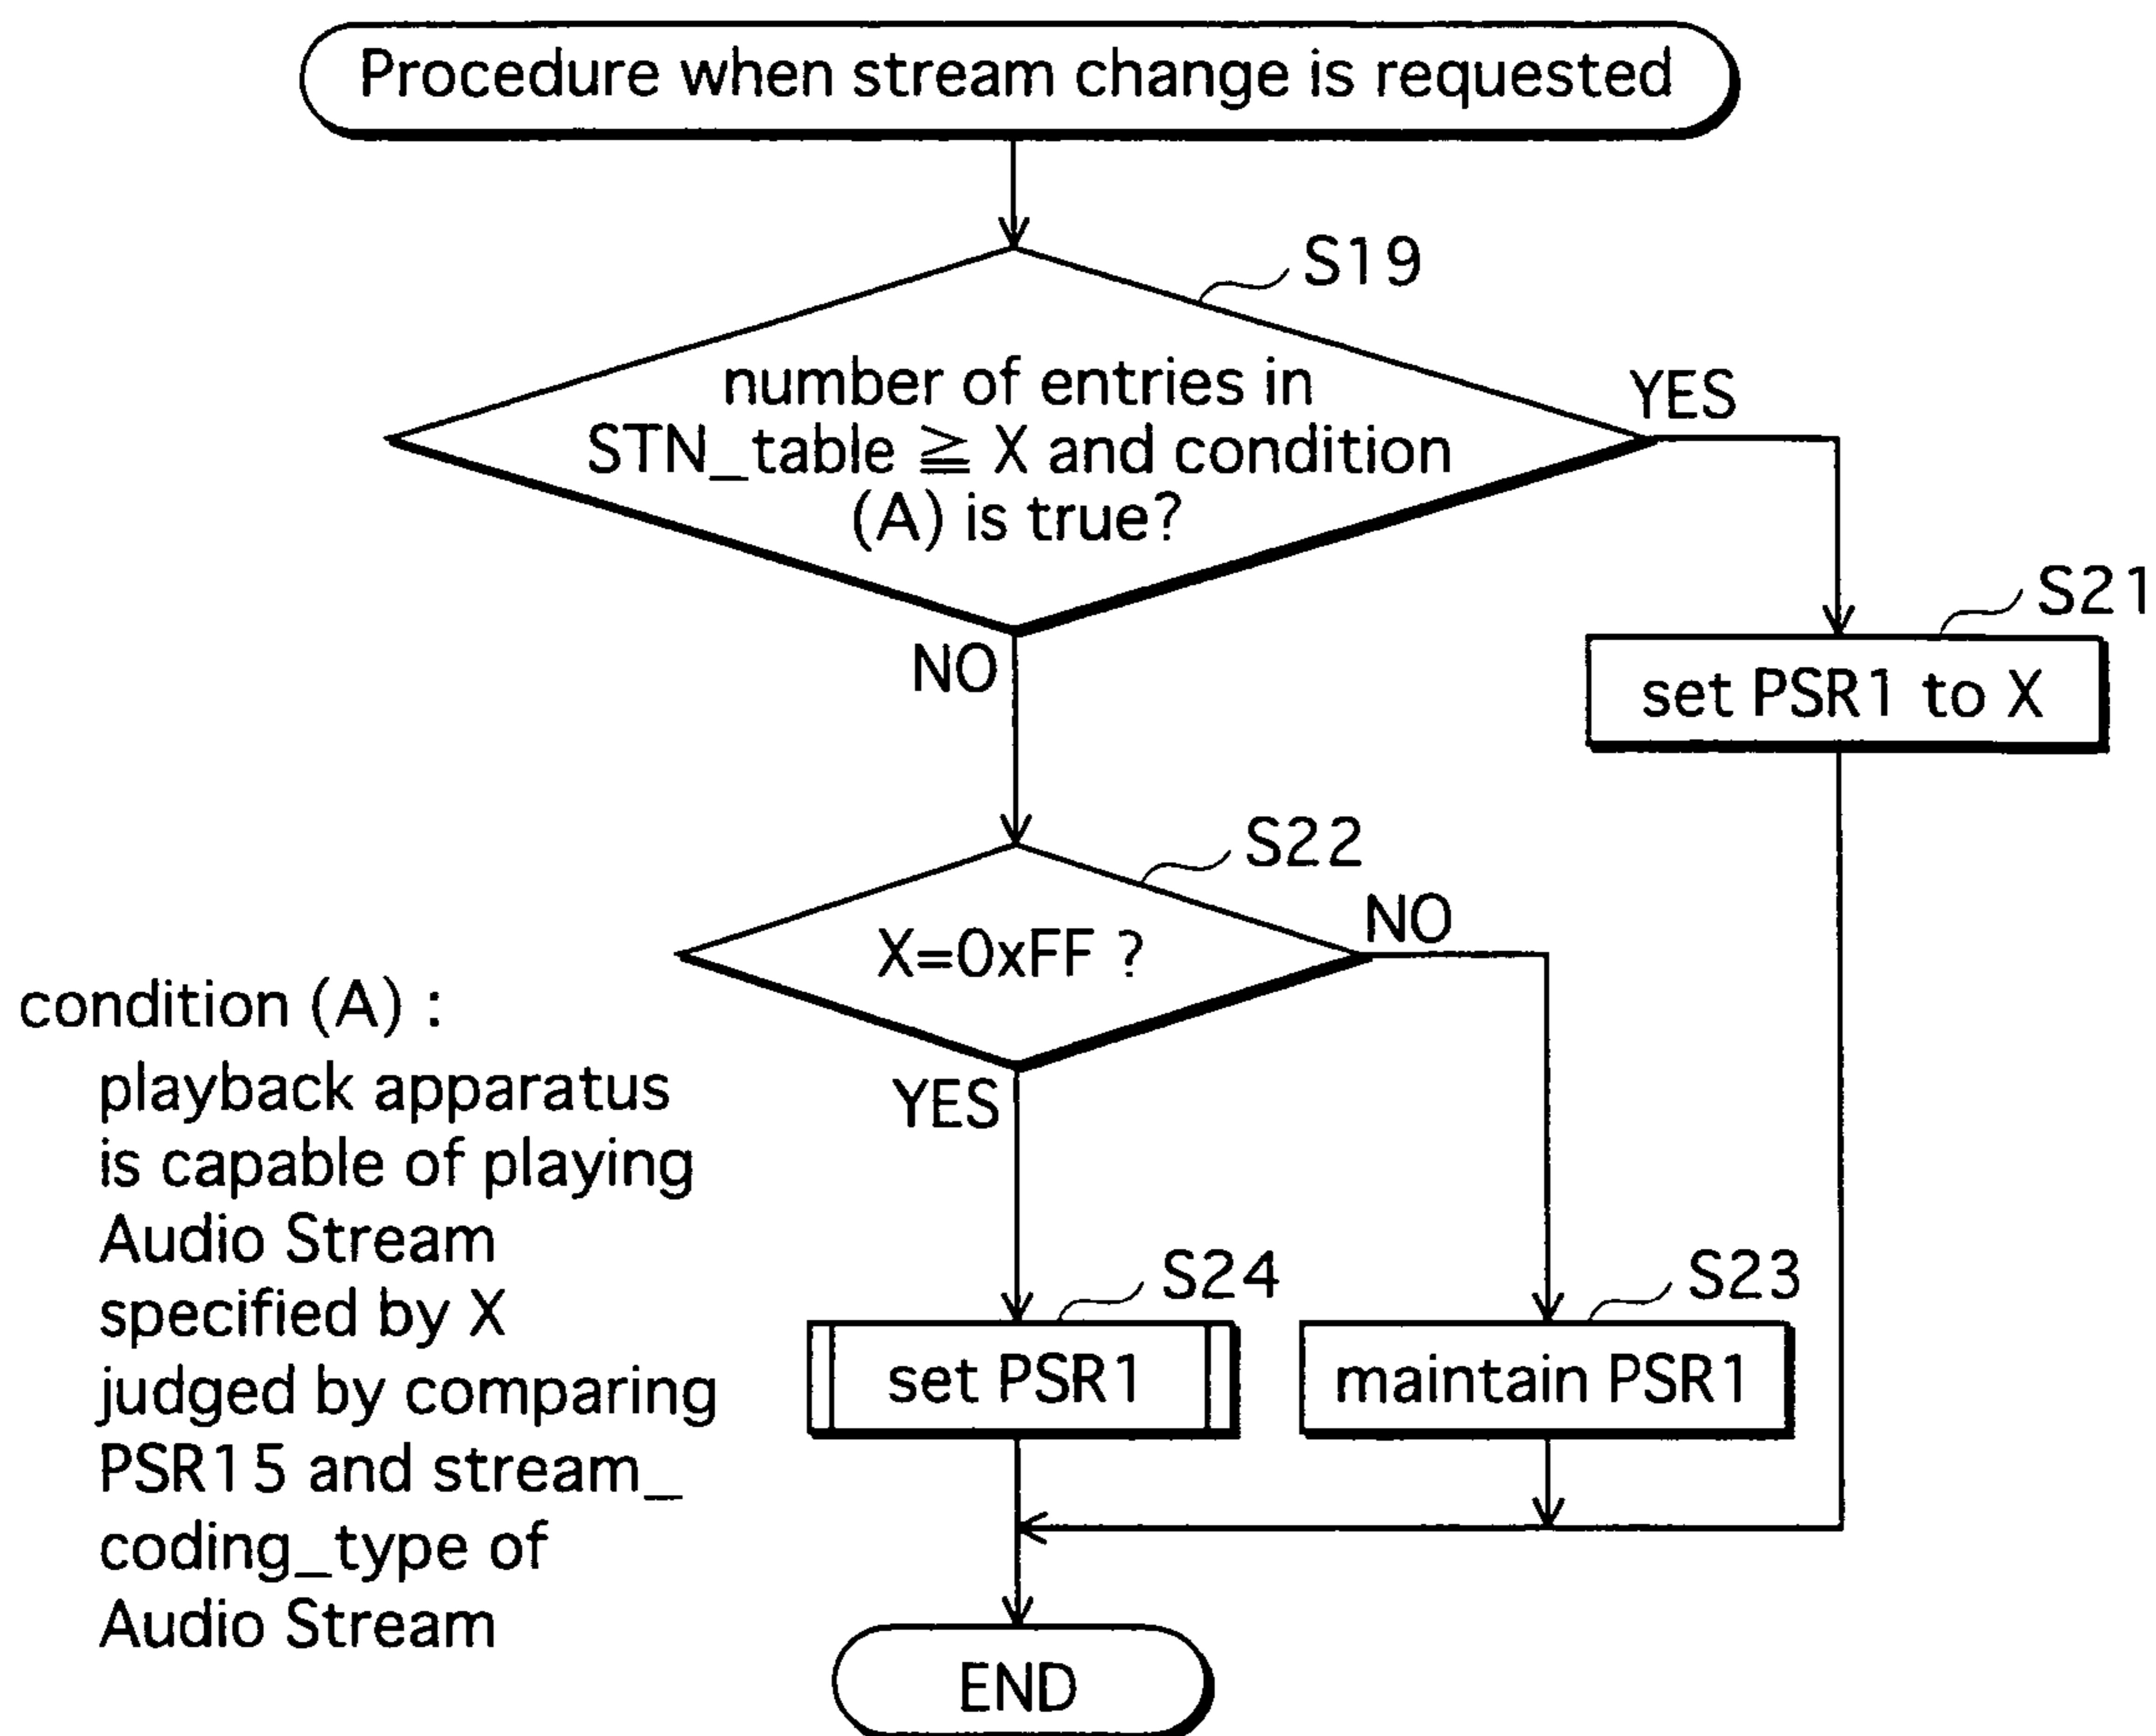 Procedure when stream change is requested
S19
number of entries in
STN_table ≧ X and condition
(A) is true?
YES
NO
S21
set PSR1 to X
S22
X=0xFF ?
NO
YES
condition (A) :
playback apparatus
is capable of playing
Audio Stream
specified by X
judged by comparing
PSR15 and stream_
coding_type of
Audio Stream
S24
set PSR1
S23
maintain PSR1
END